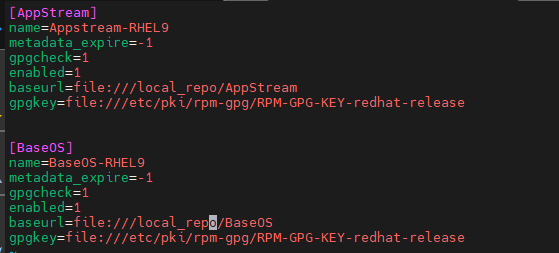 [AppStream]
name=Appstream-RHEL9
metadata_expire=-1
gpgcheck=1
enabled=1
baseurl=file:///local_repo/AppStream
gpgkey=file:///etc/pki/rpm-gpg/RPM-GPG-KEY-redhat-release
[BaseOS]
name=BaseOS-RHEL9
metadata_expire=-1
gpgcheck=1
enabled=1
baseurl=file:///local_repo/BaseOS
gpgkey=file:///etc/pki/rpm-gpg/RPM-GPG-KEY-redhat-release